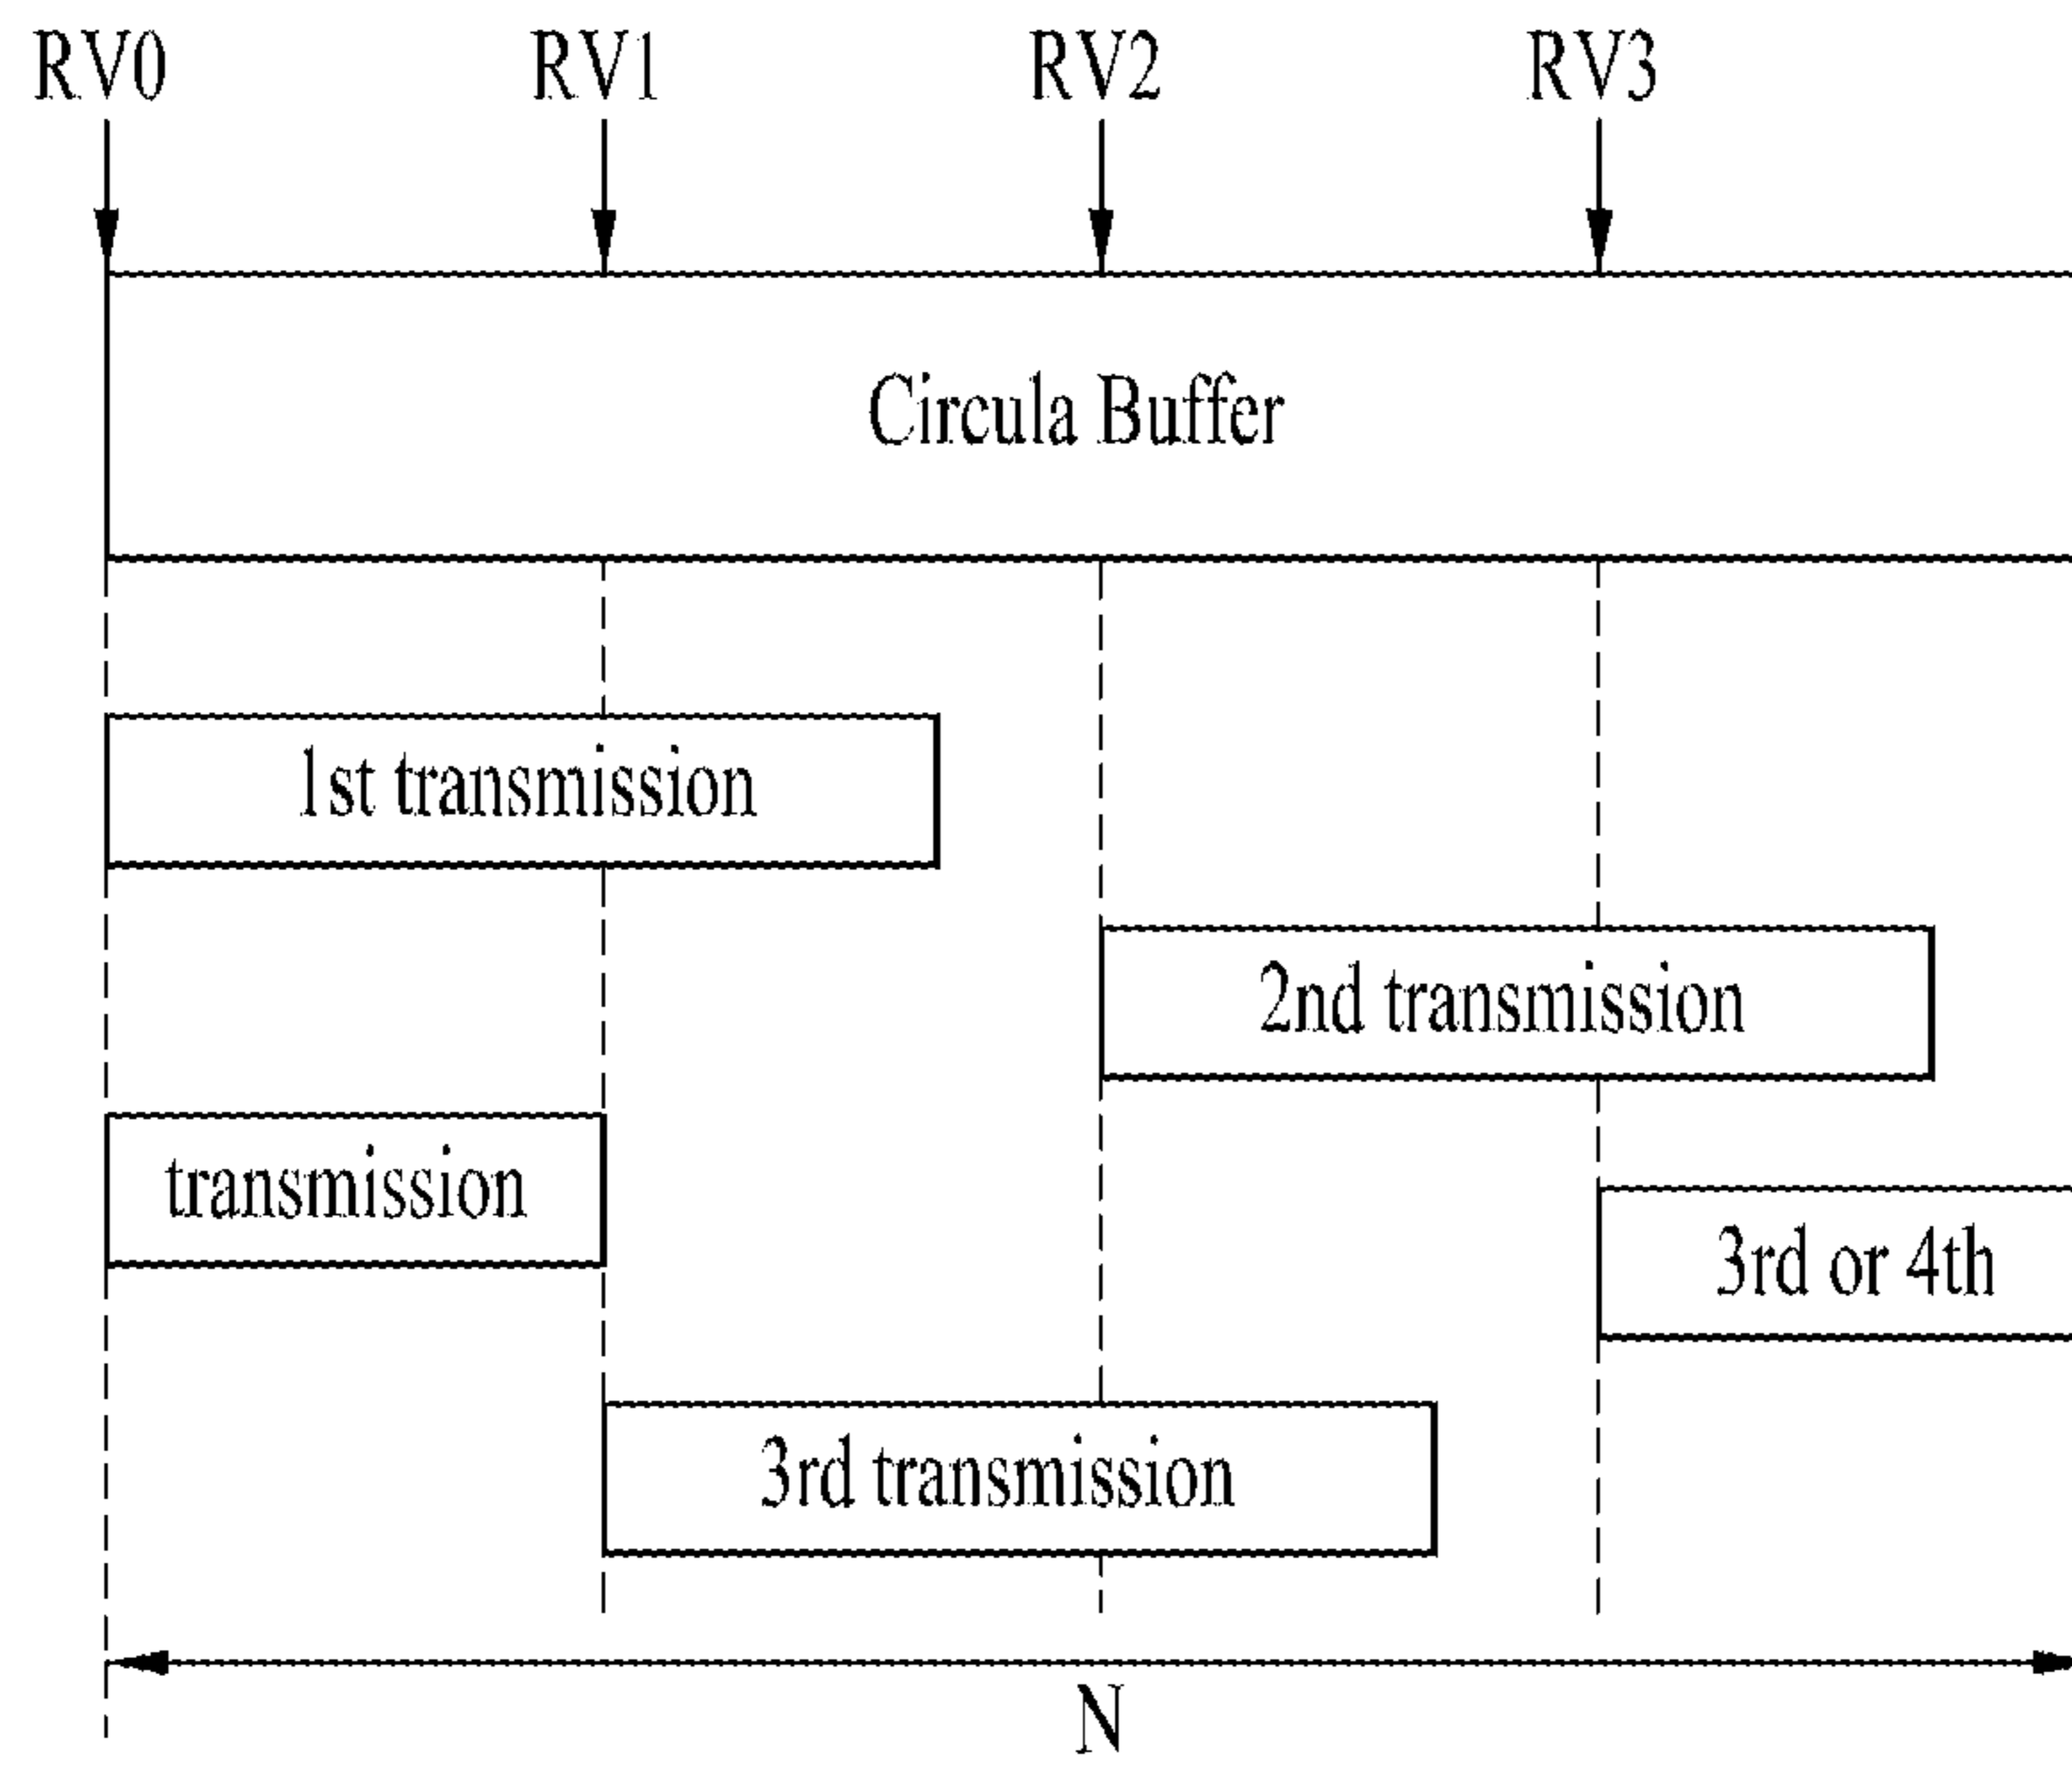 RV0 RV1 RV2 RV3
Circula Buffer
1st transmission
2nd transmission
transmission
3rd or 4th
3rd transmission
N